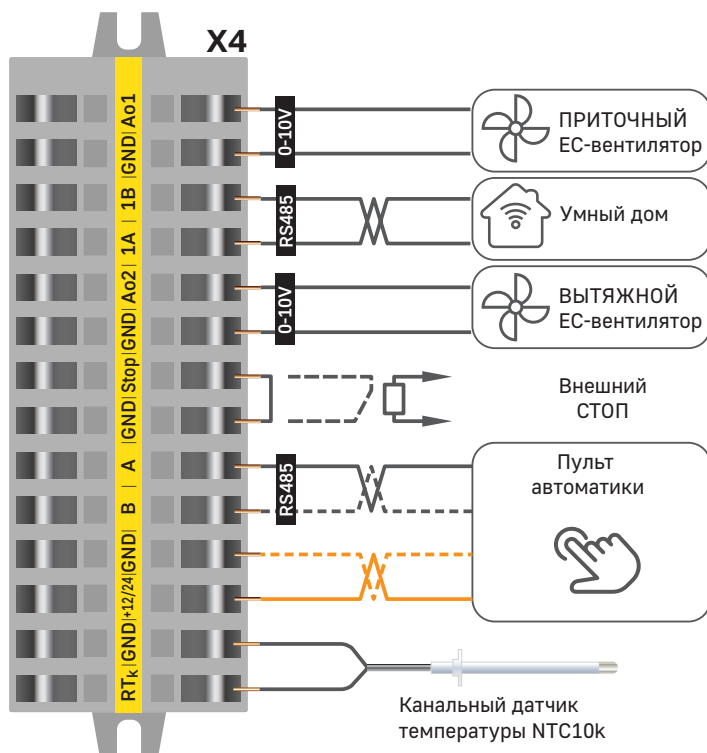 X4
Ao1
GND
1B
1A
Ao2
GND
Stop
GND
A
B
GND
+12/24
GND
RTk
0-10V
ПРИТОЧНЫЙ
EC-вентилятор
RS485
Умный дом
0-10V
ВЫТЯЖНОЙ
EC-вентилятор
Внешний
СТОП
RS485
Пульт
автоматики
Канальный датчик
температуры NTC10k